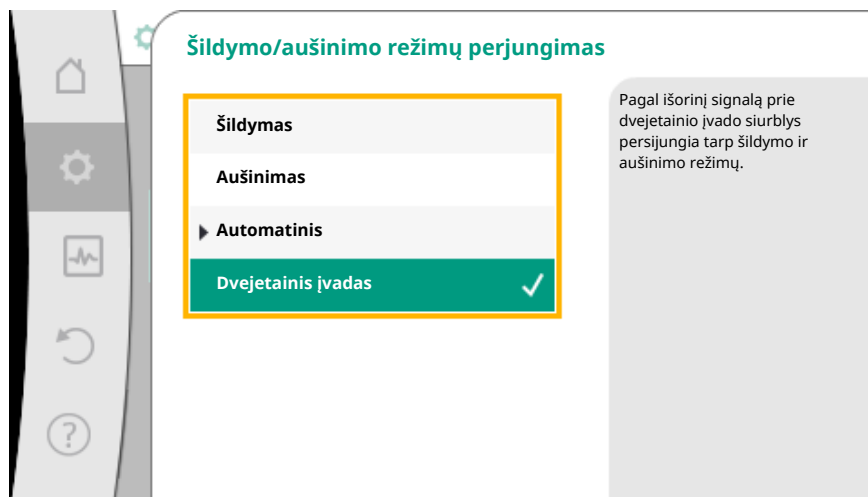 Šildymo/aušinimo režimų perjungimas
Šildymas
Aušinimas
Automatinis
Dvejetainis įvadas
Pagal išorinį signalą prie
dvejetainio įvado siurblys
persijungia tarp šildymo ir
aušinimo režimų.
?